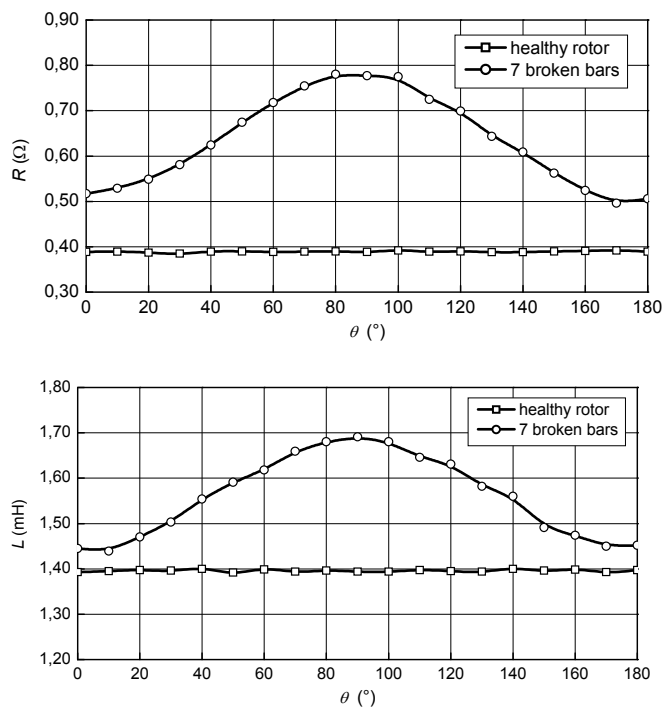 0,90
0,80
0,70
0,60
0,50
0,40
0,30
R (Ω)
healthy rotor
7 broken bars
0 20 40 60 80 100 120 140 160 180
θ (°)
1,80
1,70
1,60
1,50
1,40
1,30
1,20
L (mH)
healthy rotor
7 broken bars
0 20 40 60 80 100 120 140 160 180
θ (°)